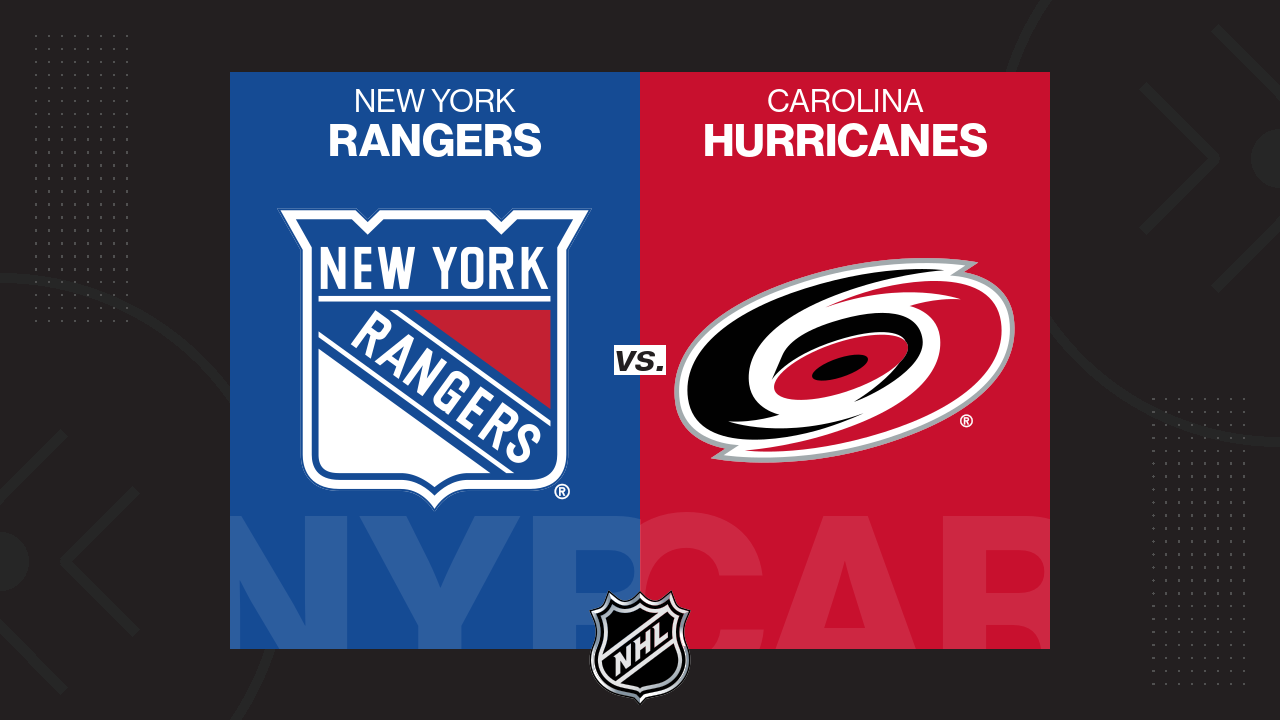 NEW YORK
RANGERS
CAROLINA
HURRICANES
NEW YORK
RANGERS
®
vs.
®
NYR
CAR
NHL